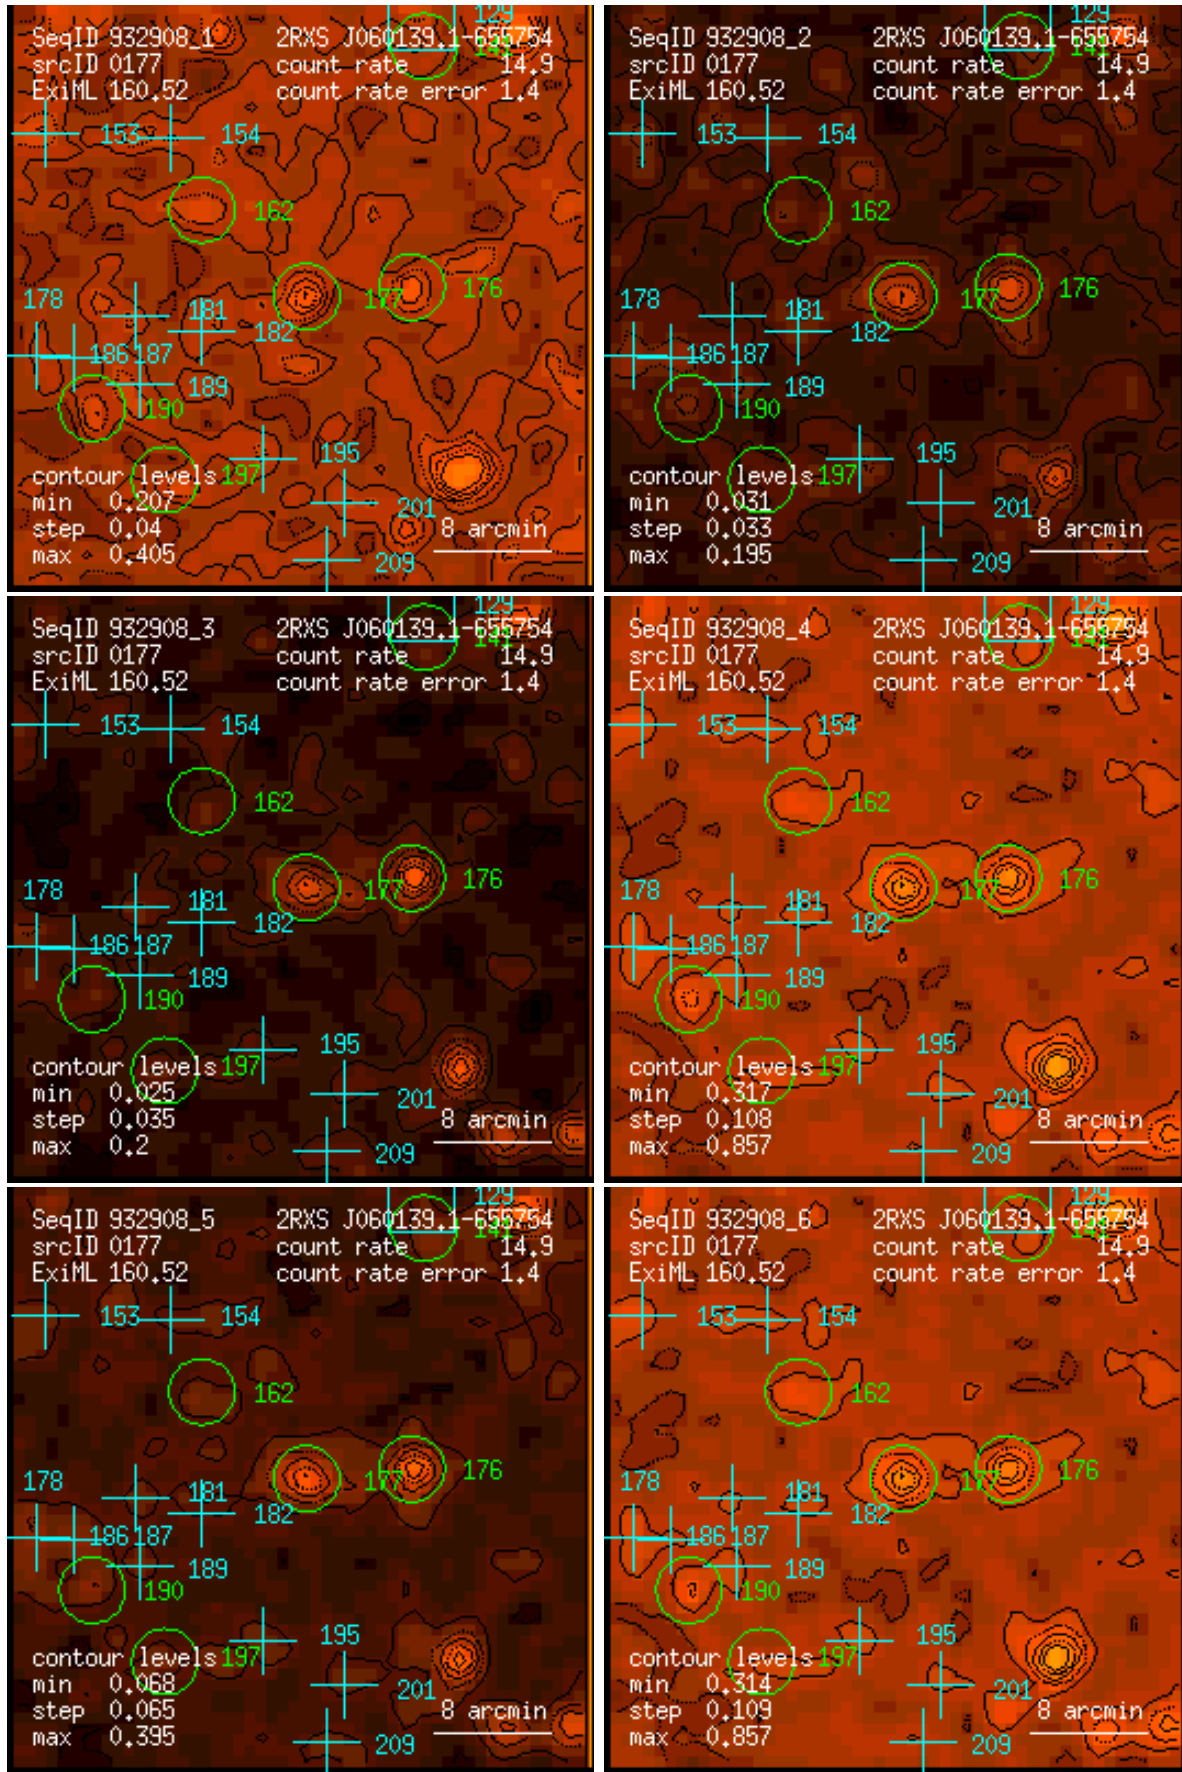 129
SeqID 932908_1 2RXS J060139.1-655754
141
srcID 0177 count rate 14.9
ExiML 160.52 count rate error 1.4
153 154
162
177 176
178 181
182
186 187
189
190
195
contour levels 197
min 0.207
201
step 0.04 8 arcmin
max 0.405 209
129
SeqID 932908_2 2RXS J060139.1-655754
141
srcID 0177 count rate 14.9
ExiML 160.52 count rate error 1.4
153 154
162
177 176
178 181
182
186 187
189
190
195
contour levels 197
min 0.031
201
step 0.033 8 arcmin
max 0.195 209
129
SeqID 932908_3 2RXS J060139.1-655754
141
srcID 0177 count rate 14.9
ExiML 160.52 count rate error 1.4
153 154
162
177 176
178 181
182
186 187
189
190
195
contour levels 197
min 0.025
201
step 0.035 8 arcmin
max 0.2 209
129
SeqID 932908_4 2RXS J060139.1-655754
141
srcID 0177 count rate 14.9
ExiML 160.52 count rate error 1.4
153 154
162
177 176
178 181
182
186 187
189
190
195
contour levels 197
min 0.317
201
step 0.108 8 arcmin
max 0.857 209
129
SeqID 932908_5 2RXS J060139.1-655754
141
srcID 0177 count rate 14.9
ExiML 160.52 count rate error 1.4
153 154
162
177 176
178 181
182
186 187
189
190
195
contour levels 197
min 0.068
201
step 0.065 8 arcmin
max 0.395 209
129
SeqID 932908_6 2RXS J060139.1-655754
141
srcID 0177 count rate 14.9
ExiML 160.52 count rate error 1.4
153 154
162
177 176
178 181
182
186 187
189
190
195
contour levels 197
min 0.314
201
step 0.109 8 arcmin
max 0.857 209